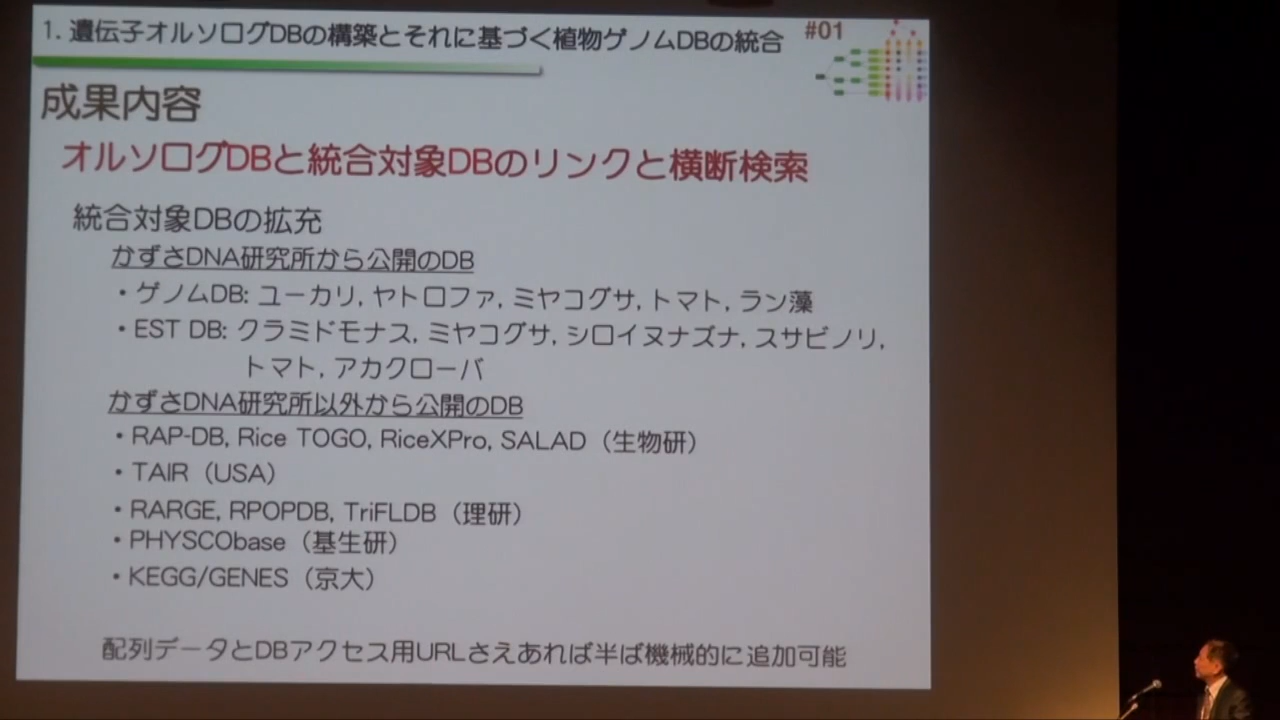 1. 遺伝子オルソログDBの構築とそれに基づく植物ゲノムDBの統合
#01
成果内容
オルソログDBと統合対象DBのリンクと横断検索
統合対象DBの拡充
かずさDNA研究所から公開のDB
・ゲノムDB: ユーカリ, ヤトロファ, ミヤコグサ, トマト, ラン藻
・EST DB: クラミドモナス, ミヤコグサ, シロイヌナズナ, スサビノリ,
トマト, アカクローバ
かずさDNA研究所以外から公開のDB
・RAP-DB, Rice TOGO, RiceXPro, SALAD（生物研）
・TAIR（USA）
・RARGE, RPOPDB, TriFLDB（理研）
・PHYSCObase（基生研）
・KEGG/GENES（京大）
配列データとDBアクセス用URLさえあれば半ば機械的に追加可能